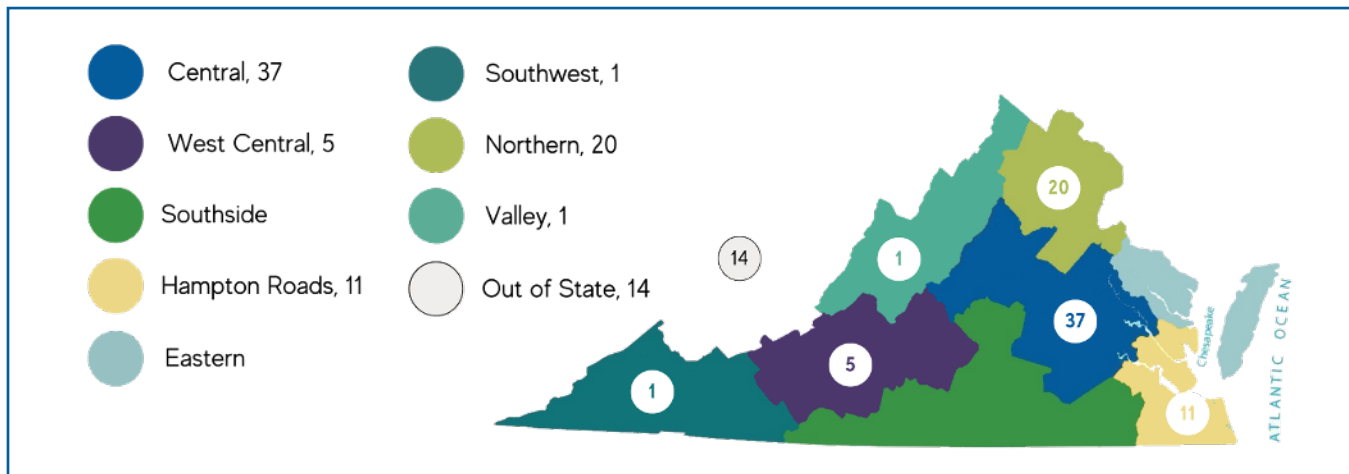 Central, 37
West Central, 5
Southside
Hampton Roads, 11
Eastern
Southwest, 1
Northern, 20
Valley, 1
Out of State, 14
14
20
1
37
5
1
11
Chesapeake
ATLANTIC OCEAN